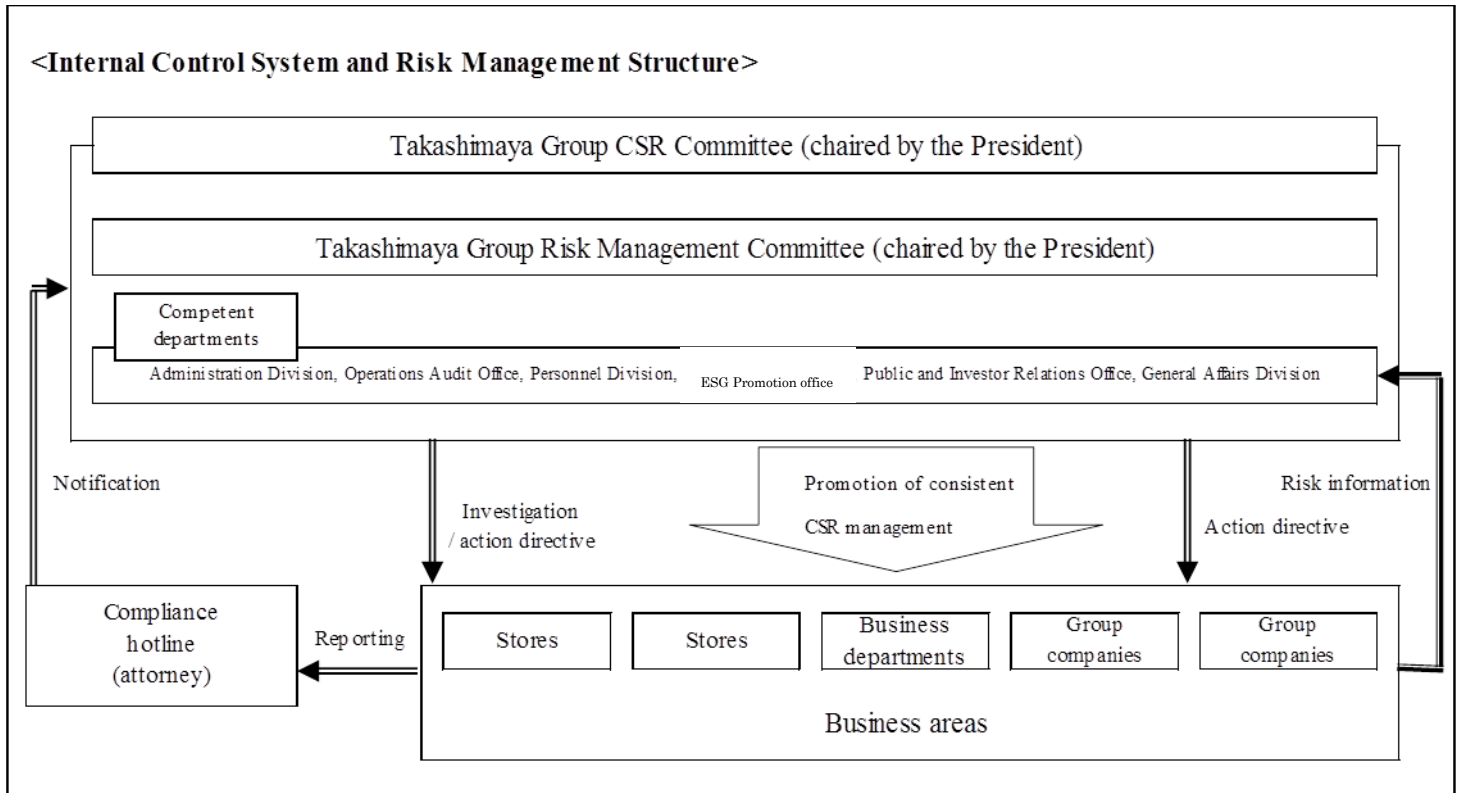 <Internal Control System and Risk Management Structure>
Takashimaya Group CSR Committee (chaired by the President)
Takashimaya Group Risk Management Committee (chaired by the President)
Competent
departments
Administration Division, Operations Audit Office, Personnel Division, ESG Promotion office Public and Investor Relations Office, General Affairs Division
Notification
Investigation
/ action directive
Promotion of consistent
CSR management
Risk information
Action directive
Compliance
hotline
(attorney)
Reporting
Stores
Stores
Business
departments
Group
companies
Group
companies
Business areas